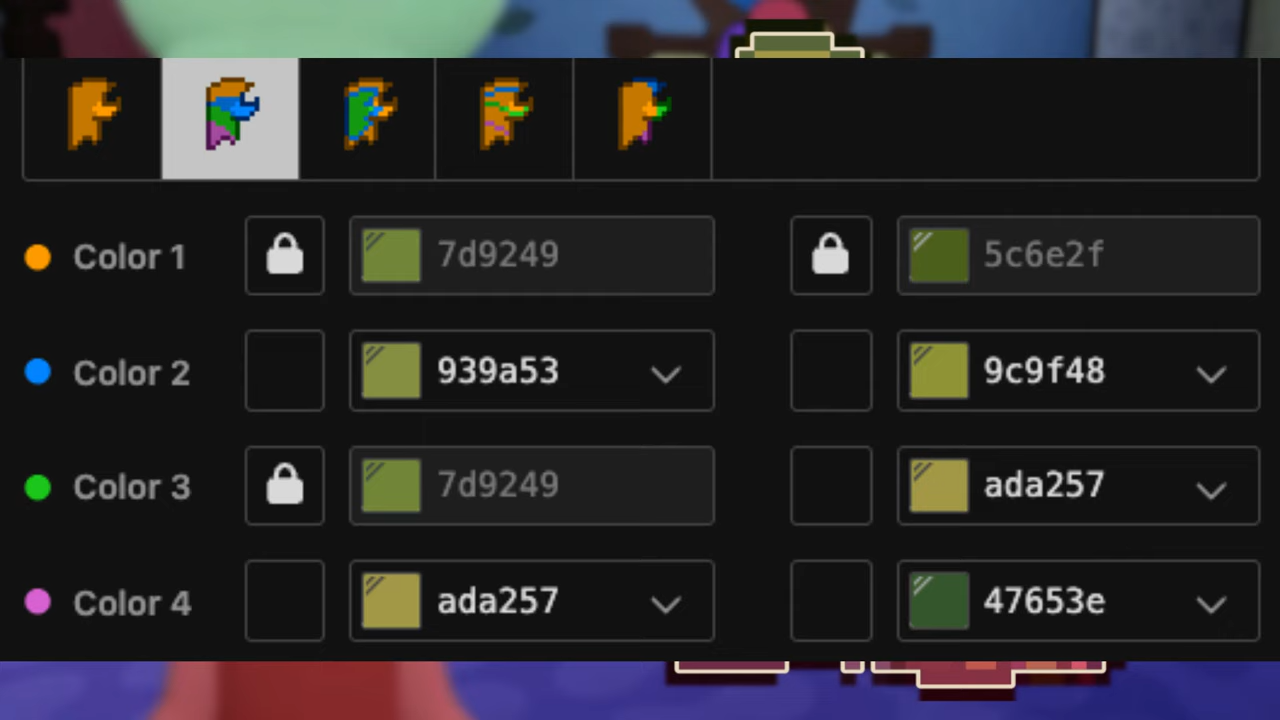 Color 1 7d9249 5c6e2f
Color 2 939a53 9c9f48
Color 3 7d9249 ada257
Color 4 ada257 47653e